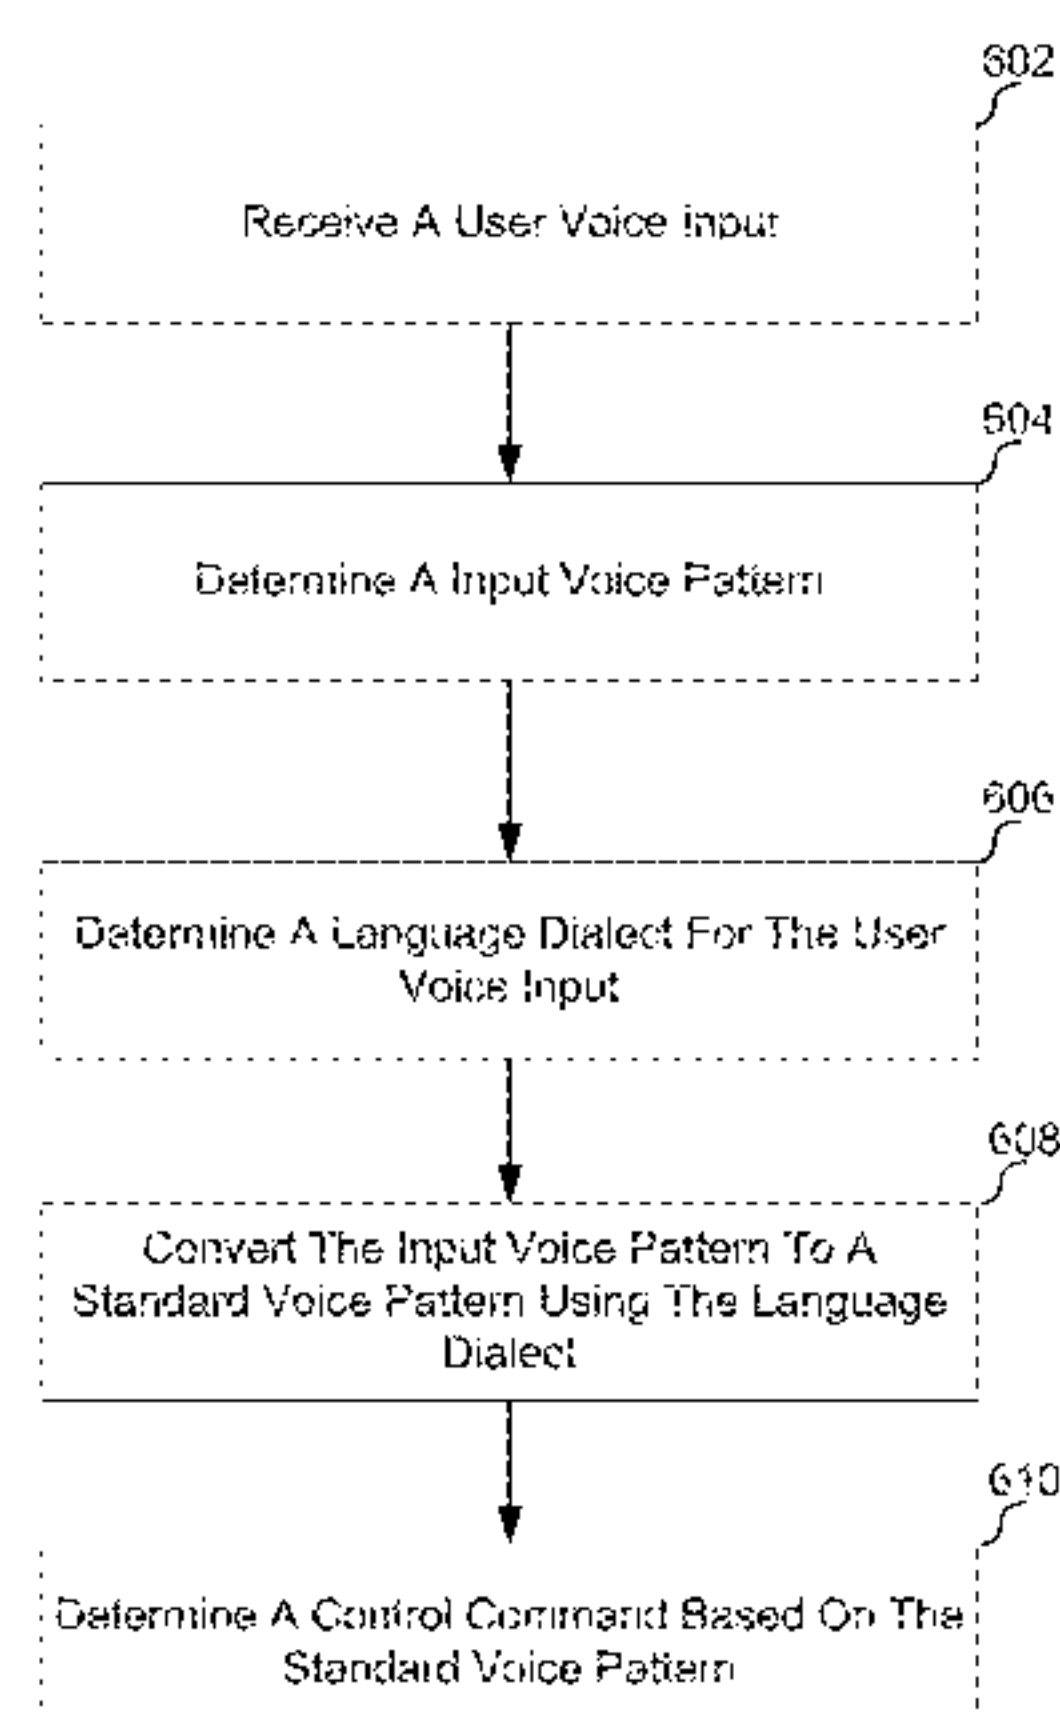 602
Receive A User Voice Input
604
Determine A Input Voice Pattern
606
Determine A Language Dialect For The User
Voice Input
608
Convert The Input Voice Pattern To A
Standard Voice Pattern Using The Language
Dialect
610
Determine A Control Command Based On The
Standard Voice Pattern